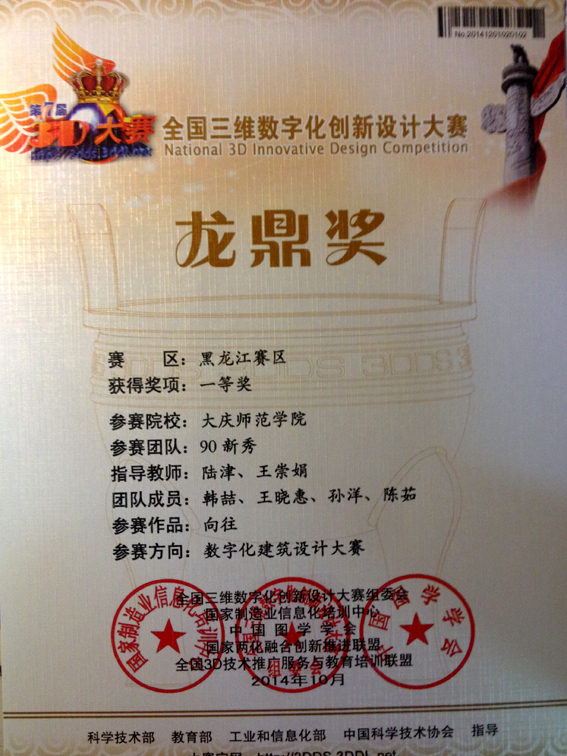 No.20141201020102
第7届
3D大赛
全国三维数字化创新设计大赛
National 3D Innovative Design Competition
龙鼎奖
赛 区：黑龙江赛区
获得奖项：一等奖
参赛院校：大庆师范学院
参赛团队：90新秀
指导教师：陆津、王崇娟
团队成员：韩喆、王晓惠、孙洋、陈茹
参赛作品：向往
参赛方向：数字化建筑设计大赛
全国三维数字化创新设计大赛组委会
国家制造业信息化培训中心
中国图学学会
国家两化融合创新推进联盟
全国3D技术推广服务与教育培训联盟
2014年10月
科学技术部 教育部 工业和信息化部 中国科学技术协会 指导